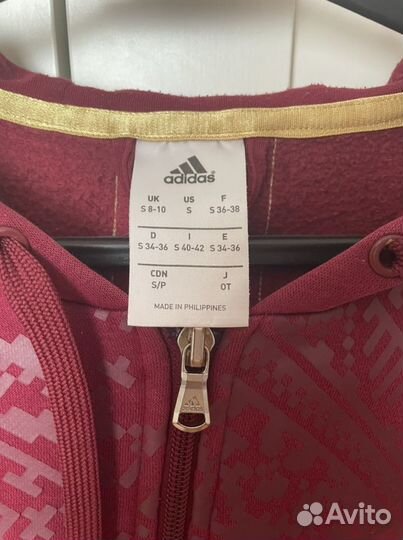 adidas
UK US F
S 8-10 S S 36-38
D I E
S 34-36 S 40-42 S 34-36
CDN J
S/P OT
MADE IN PHILIPPINES
adidas
Avito